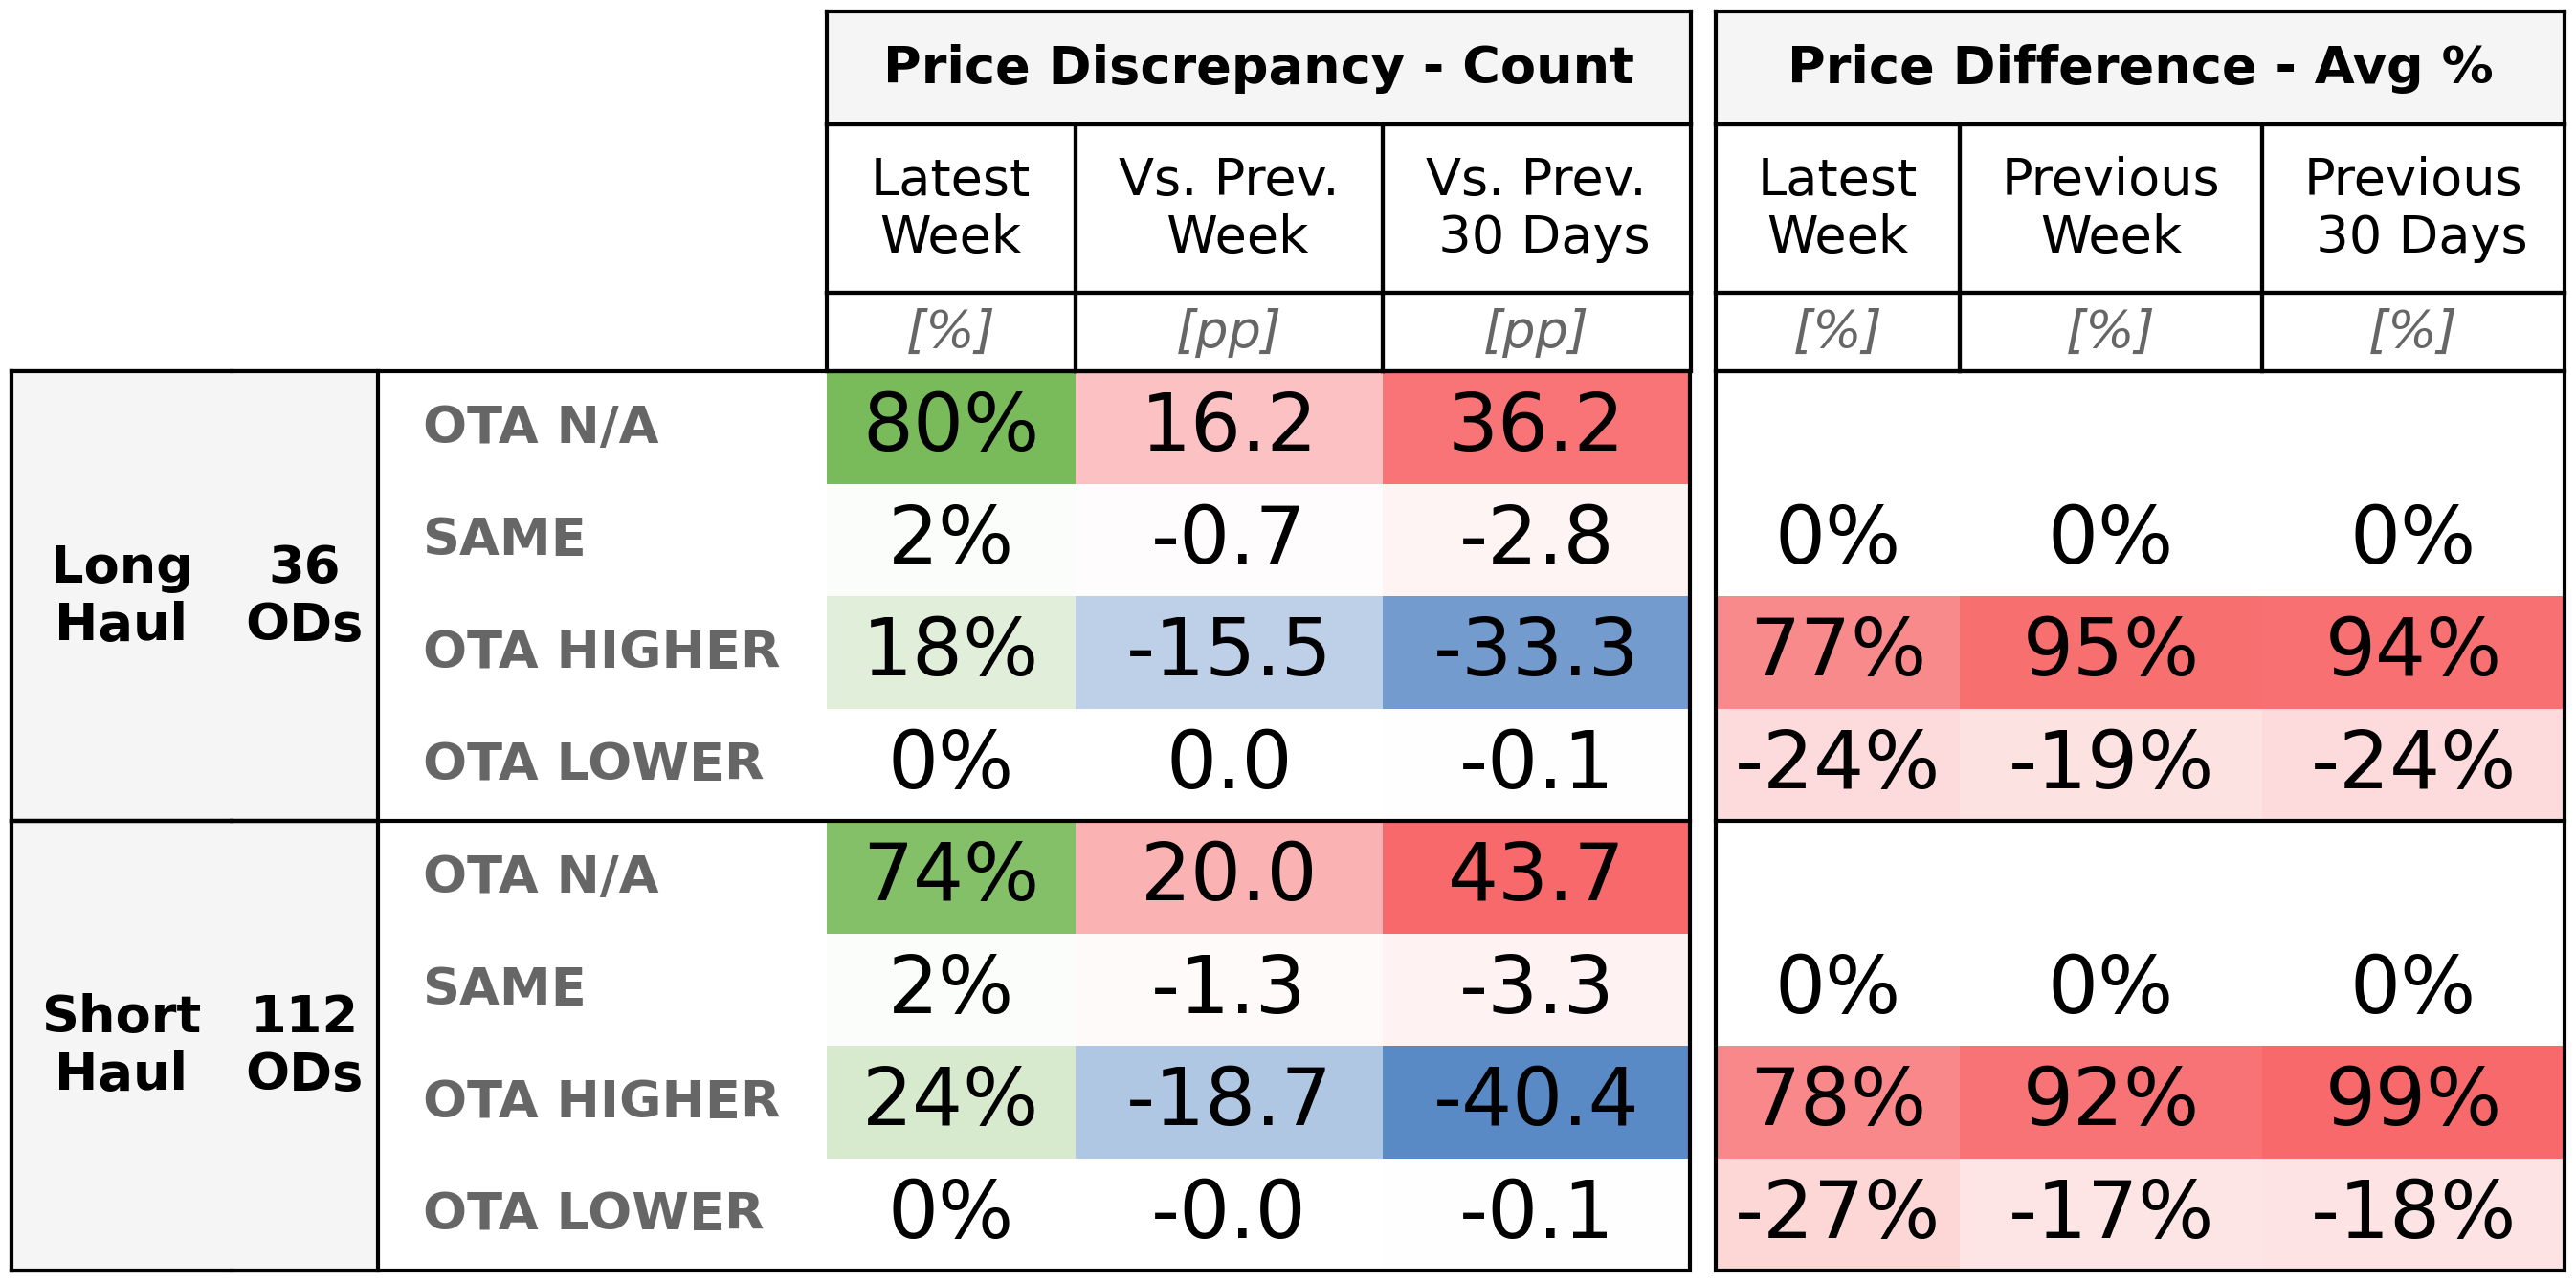 Price Discrepancy - Count Price Difference - Avg %
Latest Week Vs. Prev. Week Vs. Prev. 30 Days Latest Week Previous Week Previous 30 Days
[%] [pp] [pp] [%] [%] [%]
Long Haul 36 ODs
OTA N/A 80% 16.2 36.2
SAME 2% -0.7 -2.8 0% 0% 0%
OTA HIGHER 18% -15.5 -33.3 77% 95% 94%
OTA LOWER 0% 0.0 -0.1 -24% -19% -24%
Short Haul 112 ODs
OTA N/A 74% 20.0 43.7
SAME 2% -1.3 -3.3 0% 0% 0%
OTA HIGHER 24% -18.7 -40.4 78% 92% 99%
OTA LOWER 0% -0.0 -0.1 -27% -17% -18%